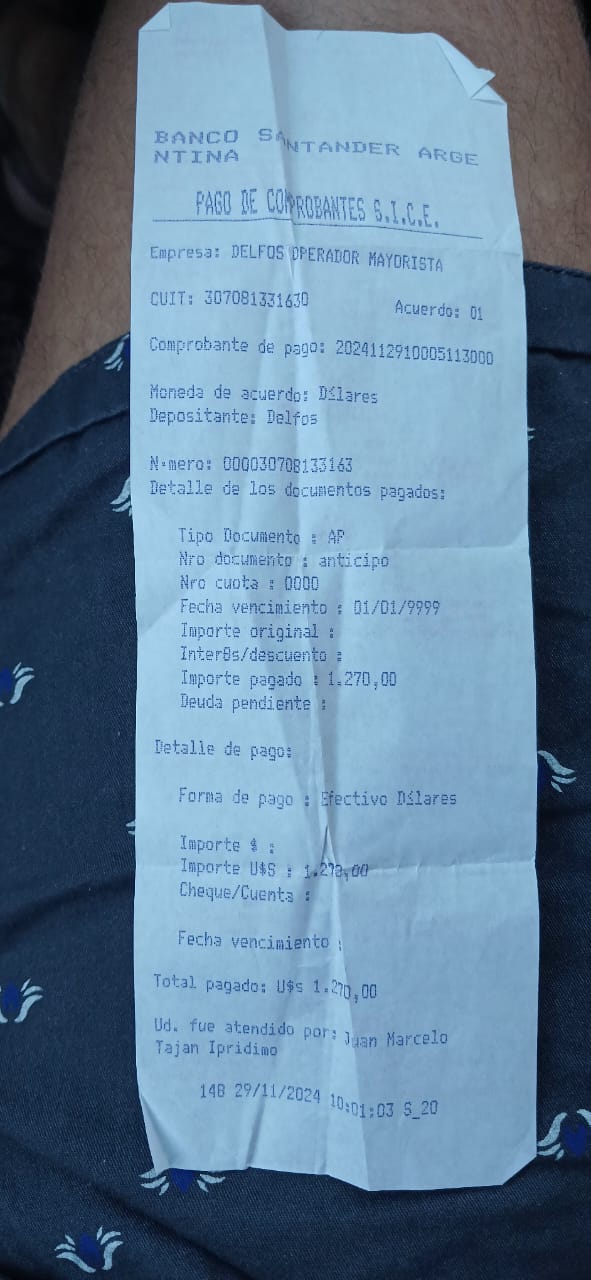 BANCO SANTANDER ARGE
NTINA
PAGO DE COMPROBANTES S.I.C.E.
Empresa: DELFOS OPERADOR MAYORISTA
CUIT: 307081331630 Acuerdo: 01
Comprobante de pago: 2024112910005113000
Moneda de acuerdo: Dílares
Depositante: Delfos
N·mero: 000030708133163
Detalle de los documentos pagados:
Tipo Documento : AP
Nro documento : anticipo
Nro cuota : 0000
Fecha vencimiento : 01/01/9999
Importe original :
Inter8s/descuento :
Importe pagado : 1.270,00
Deuda pendiente :
Detalle de pago:
Forma de pago : Efectivo Dílares
Importe $ :
Importe U$S : 1.270,00
Cheque/Cuenta :
Fecha vencimiento :
Total pagado: U$s 1.270,00
Ud. fue atendido por: Juan Marcelo
Tajan Ipridimo
14B 29/11/2024 10:01:03 S_20